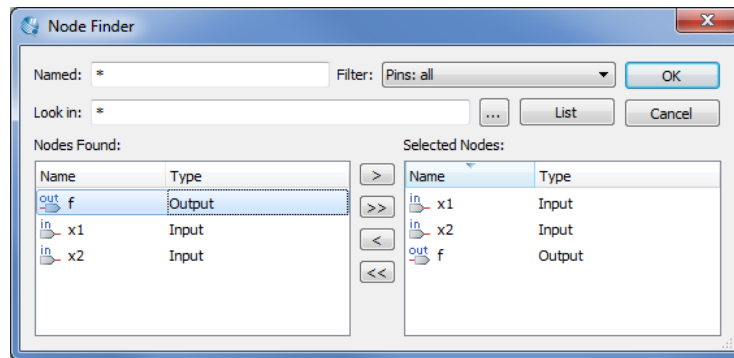 Node Finder
Named: * Filter: Pins: all OK
Look in: * ... List Cancel
Nodes Found: Selected Nodes:
Name Type > Name Type
out f Output >> in x1 Input
in x1 Input < in x2 Input
in x2 Input << out f Output